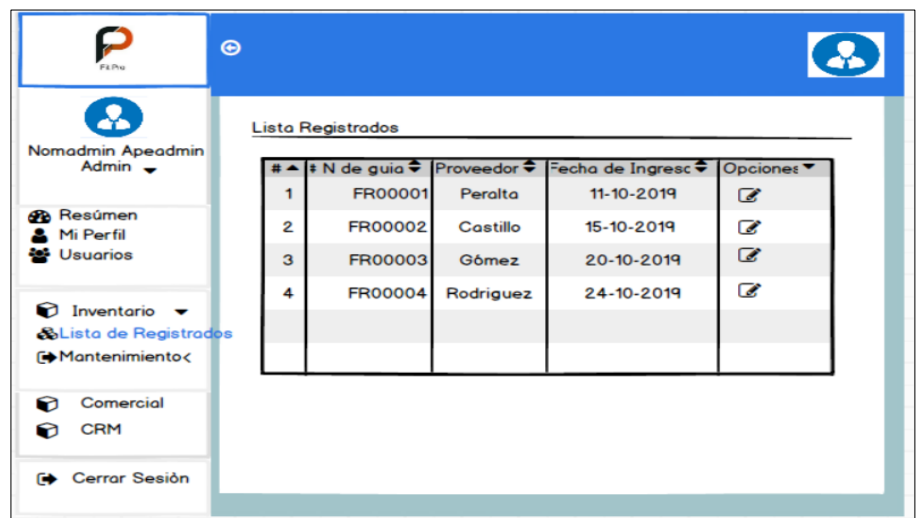 Fit Pro
Nomadmin Apeadmin
Admin
Resúmen
Mi Perfil
Usuarios
Inventario
Lista de Registrados
Mantenimiento<
Comercial
CRM
Cerrar Sesiòn
Lista Registrados
# N de guia Proveedor Fecha de Ingreso Opciones
1 FR00001 Peralta 11-10-2019
2 FR00002 Castillo 15-10-2019
3 FR00003 Gómez 20-10-2019
4 FR00004 Rodriguez 24-10-2019